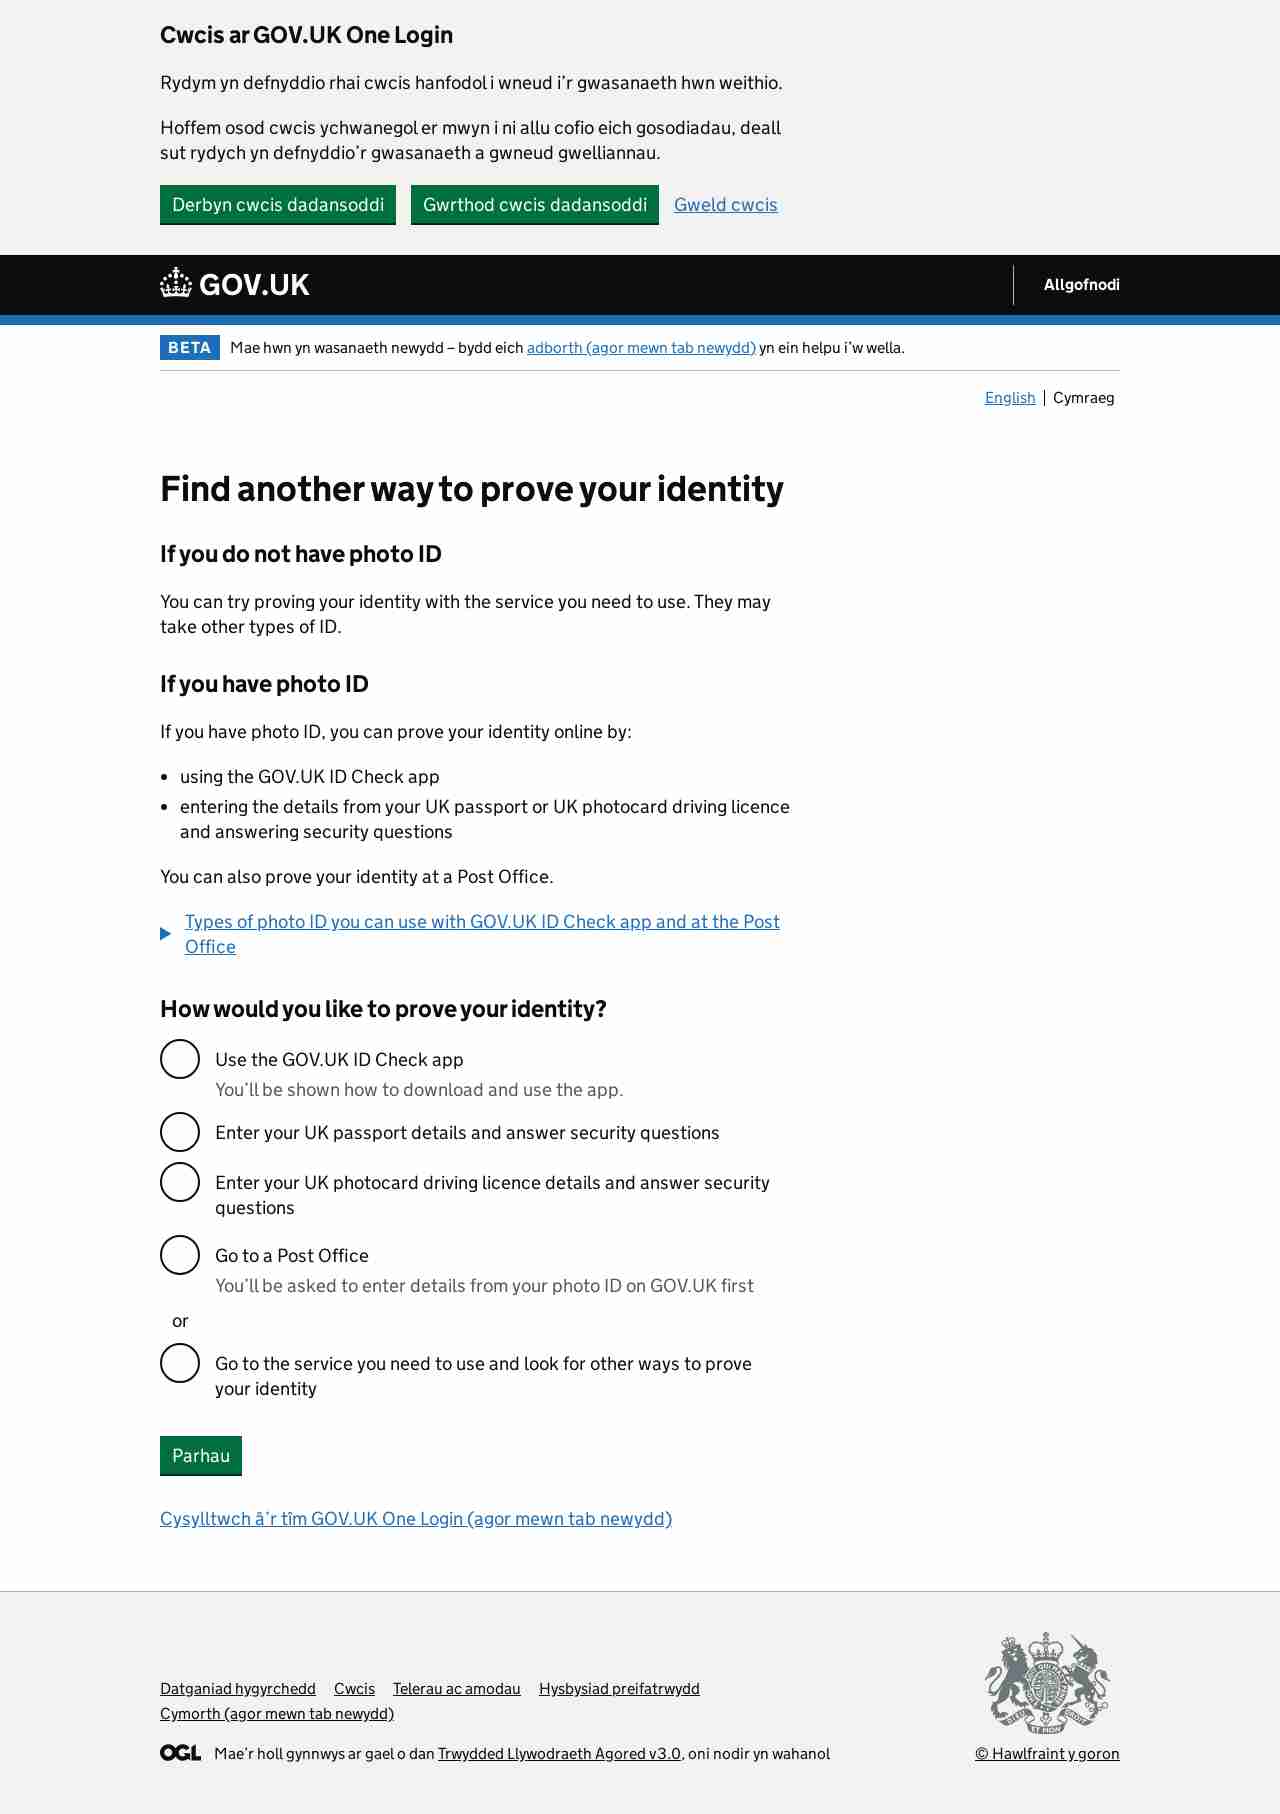 Cwcis ar GOV.UK One Login
Rydym yn defnyddio rhai cwcis hanfodol i wneud i’r gwasanaeth hwn weithio.
Hoffem osod cwcis ychwanegol er mwyn i ni allu cofio eich gosodiadau, deall
sut rydych yn defnyddio’r gwasanaeth a gwneud gwelliannau.
Derbyn cwcis dadansoddi Gwrthod cwcis dadansoddi Gweld cwcis
GOV.UK Allgofnodi
BETA Mae hwn yn wasanaeth newydd – bydd eich adborth (agor mewn tab newydd) yn ein helpu i’w wella.
English Cymraeg
Find another way to prove your identity
If you do not have photo ID
You can try proving your identity with the service you need to use. They may
take other types of ID.
If you have photo ID
If you have photo ID, you can prove your identity online by:
• using the GOV.UK ID Check app
• entering the details from your UK passport or UK photocard driving licence
and answering security questions
You can also prove your identity at a Post Office.
Types of photo ID you can use with GOV.UK ID Check app and at the Post
Office
How would you like to prove your identity?
Use the GOV.UK ID Check app
You’ll be shown how to download and use the app.
Enter your UK passport details and answer security questions
Enter your UK photocard driving licence details and answer security
questions
Go to a Post Office
You’ll be asked to enter details from your photo ID on GOV.UK first
or
Go to the service you need to use and look for other ways to prove
your identity
Parhau
Cysylltwch â’r tîm GOV.UK One Login (agor mewn tab newydd)
Datganiad hygyrchedd Cwcis Telerau ac amodau Hysbysiad preifatrwydd
Cymorth (agor mewn tab newydd)
OGL Mae’r holl gynnwys ar gael o dan Trwydded Llywodraeth Agored v3.0, oni nodir yn wahanol
© Hawlfraint y goron